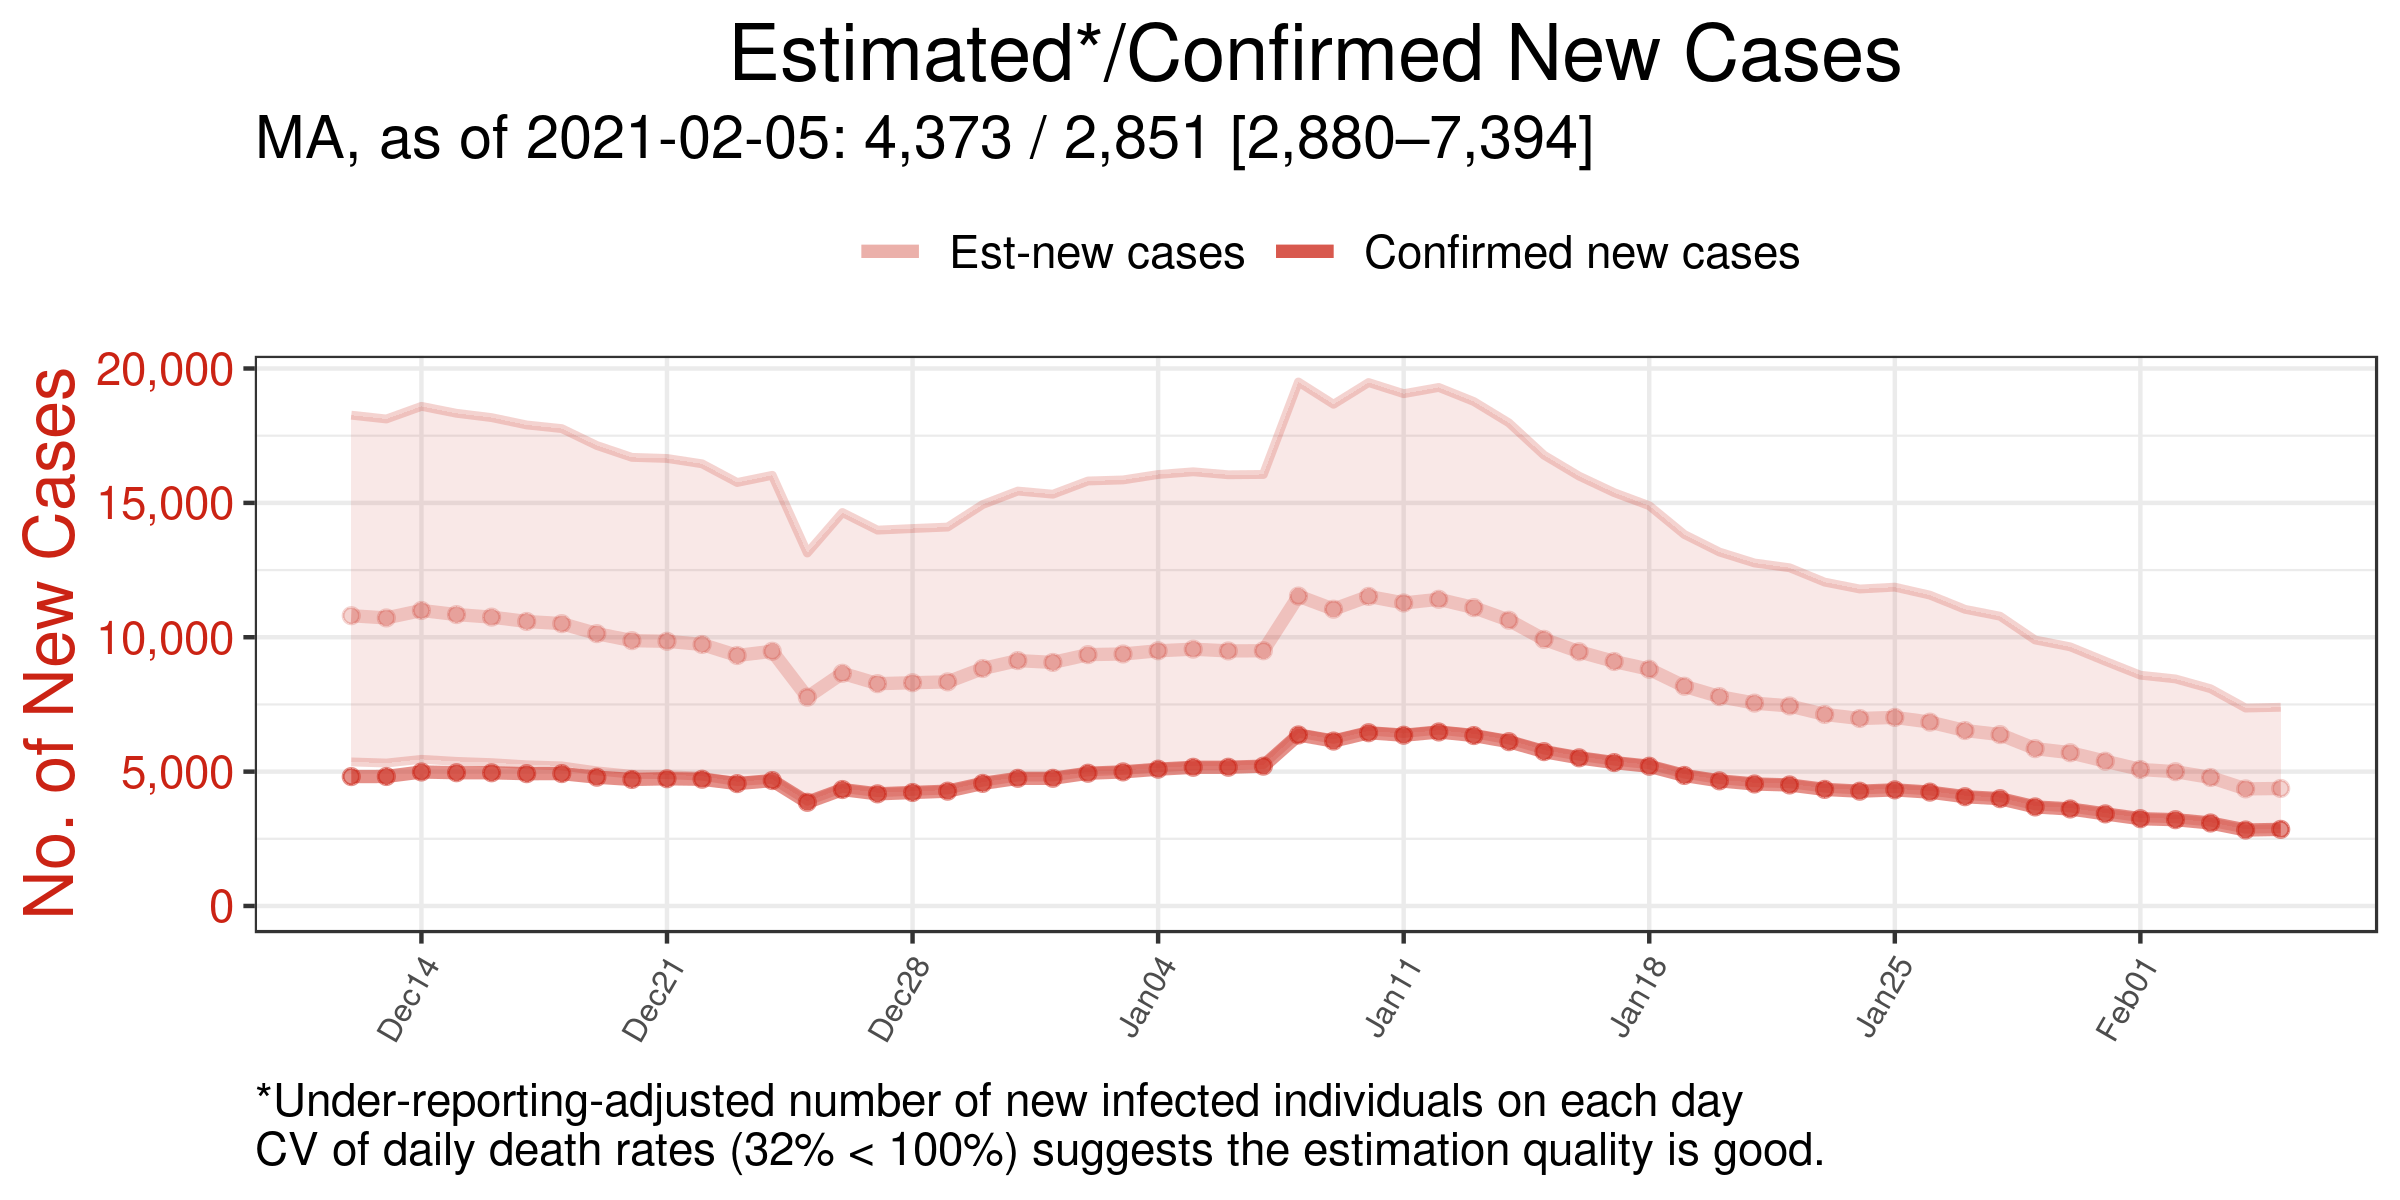 Estimated*/Confirmed New Cases
MA, as of 2021-02-05: 4,373 / 2,851 [2,880–7,394]
Est-new cases Confirmed new cases
No. of New Cases
20,000
15,000
10,000
5,000
0
Dec14 Dec21 Dec28 Jan04 Jan11 Jan18 Jan25 Feb01
*Under-reporting-adjusted number of new infected individuals on each day
CV of daily death rates (32% < 100%) suggests the estimation quality is good.